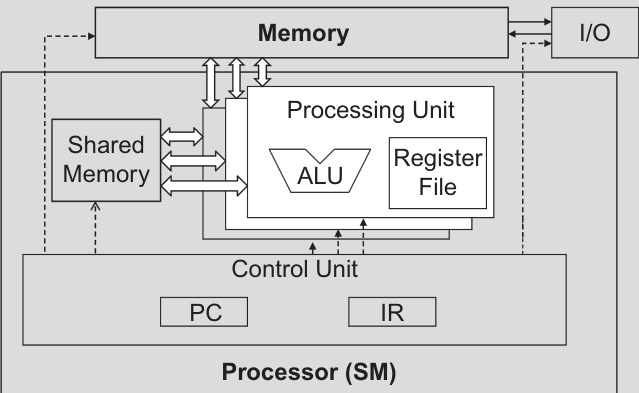 Memory
I/O
Processing Unit
Shared
Memory
ALU
Register
File
Control Unit
PC
IR
Processor (SM)